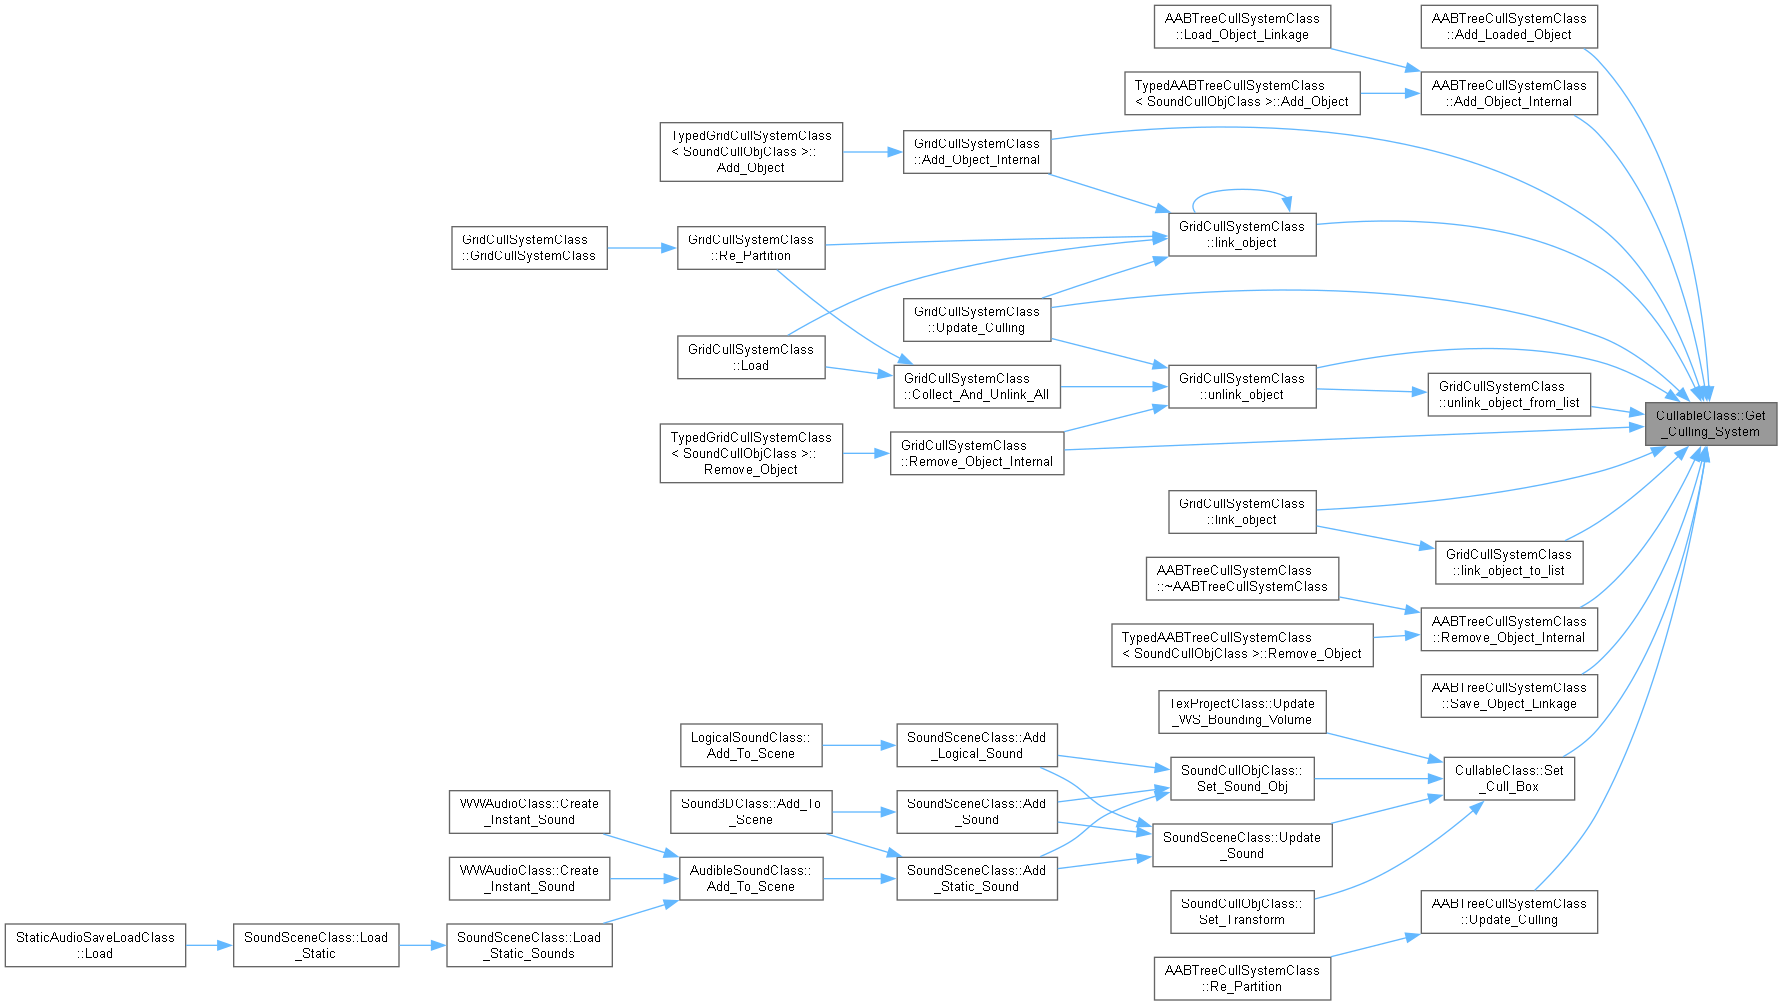 AABTreeCullSystemClass
::Load_Object_Linkage
AABTreeCullSystemClass
::Add_Loaded_Object
TypedAABTreeCullSystemClass
< SoundCullObjClass >::Add_Object
AABTreeCullSystemClass
::Add_Object_Internal
TypedGridCullSystemClass
< SoundCullObjClass >::
Add_Object
GridCullSystemClass
::Add_Object_Internal
GridCullSystemClass
::link_object
GridCullSystemClass
::GridCullSystemClass
GridCullSystemClass
::Re_Partition
GridCullSystemClass
::Update_Culling
GridCullSystemClass
::Load
GridCullSystemClass
::Collect_And_Unlink_All
GridCullSystemClass
::unlink_object
GridCullSystemClass
::unlink_object_from_list
CullableClass::Get
_Culling_System
TypedGridCullSystemClass
< SoundCullObjClass >::
Remove_Object
GridCullSystemClass
::Remove_Object_Internal
GridCullSystemClass
::link_object
GridCullSystemClass
::link_object_to_list
AABTreeCullSystemClass
::~AABTreeCullSystemClass
TypedAABTreeCullSystemClass
< SoundCullObjClass >::Remove_Object
AABTreeCullSystemClass
::Remove_Object_Internal
AABTreeCullSystemClass
::Save_Object_Linkage
TexProjectClass::Update
_WS_Bounding_Volume
LogicalSoundClass::
Add_To_Scene
SoundSceneClass::Add
_Logical_Sound
SoundCullObjClass::
Set_Sound_Obj
CullableClass::Set
_Cull_Box
WWAudioClass::Create
_Instant_Sound
Sound3DClass::Add_To
_Scene
SoundSceneClass::Add
_Sound
SoundSceneClass::Update
_Sound
WWAudioClass::Create
_Instant_Sound
AudibleSoundClass::
Add_To_Scene
SoundSceneClass::Add
_Static_Sound
SoundCullObjClass::
Set_Transform
AABTreeCullSystemClass
::Update_Culling
StaticAudioSaveLoadClass
::Load
SoundSceneClass::Load
_Static
SoundSceneClass::Load
_Static_Sounds
AABTreeCullSystemClass
::Re_Partition